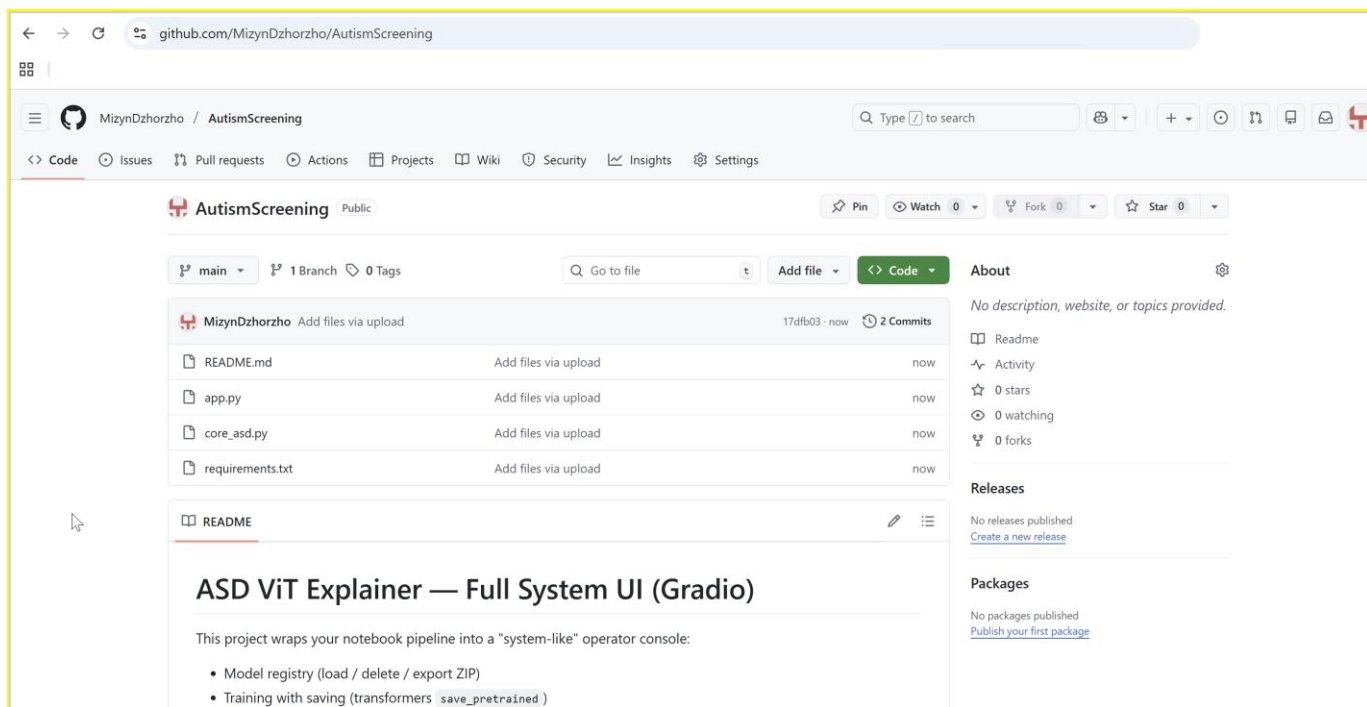 github.com/MizynDzhorzho/AutismScreening
MizynDzhorzho / AutismScreening
Type / to search
Code Issues Pull requests Actions Projects Wiki Security Insights Settings
AutismScreening Public
Pin Watch 0 Fork 0 Star 0
main 1 Branch 0 Tags
Go to file t
Add file
Code
MizynDzhorzho Add files via upload 17dfb03 · now 2 Commits
README.md Add files via upload now
app.py Add files via upload now
core_asd.py Add files via upload now
requirements.txt Add files via upload now
README
ASD ViT Explainer — Full System UI (Gradio)
This project wraps your notebook pipeline into a "system-like" operator console:
• Model registry (load / delete / export ZIP)
• Training with saving (transformers save_pretrained )
About
No description, website, or topics provided.
Readme
Activity
0 stars
0 watching
0 forks
Releases
No releases published
Create a new release
Packages
No packages published
Publish your first package